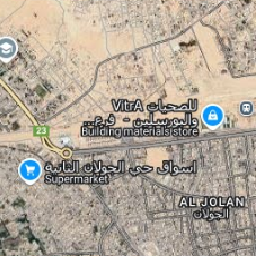 VitrA للصحيات
والبورسلين - فرع...
Building materials store
23
اسواق حي الجولان الثانية
Supermarket
AL JOLAN
الجولان